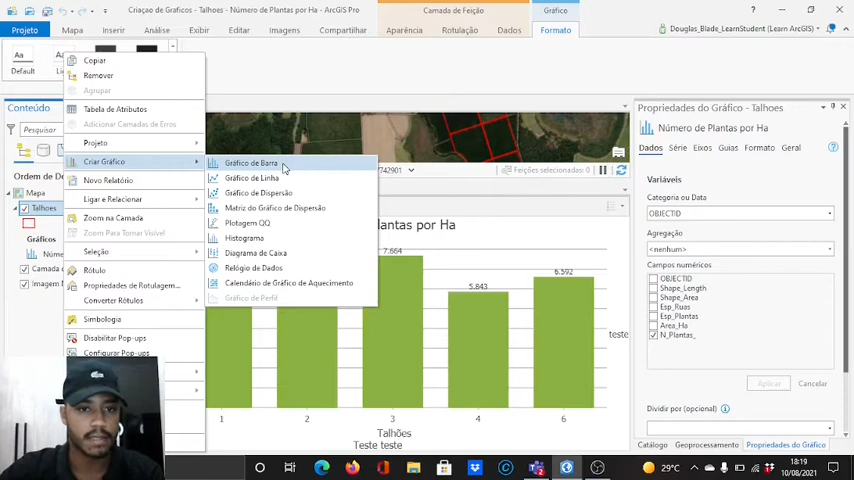 Criaçao de Graficos - Talhoes - Número de Plantas por Ha - ArcGIS Pro
Camada de Feição
Gráfico
Douglas_Blade_LearnStudent (Learn ArcGIS)
Projeto
Mapa
Inserir
Análise
Exibir
Editar
Imagens
Compartilhar
Aparência
Rotulação
Dados
Formato
Aa
Default
Conteúdo
Pesquisar
Ordem de De
Mapa
Talhoes
Gráficos
Núme
Camada d
Imagem
Copiar
Remover
Agrupar
Tabela de Atributos
Adicionar Camadas de Erros
Projeto
Criar Gráfico
Novo Relatório
Ligar e Relacionar
Zoom na Camada
Zoom Para Tornar Visível
Seleção
Rótulo
Propriedades de Rotulagem...
Converter Rótulos
Simbologia
Disabilitar Pop-ups
Configurar Pop-ups
Gráfico de Barra
Gráfico de Linha
Gráfico de Dispersão
Matriz do Gráfico de Dispersão
Plotagem QQ
Histograma
Diagrama de Caixa
Relógio de Dados
Calendário de Gráfico de Aquecimento
Gráfico de Perfil
742901
Feições selecionadas: 0
Plantas por Ha
7.664
5.843
6.592
teste
1
2
3
4
6
Talhões
Teste teste
Propriedades do Gráfico - Talhoes
Número de Plantas por Ha
Dados
Série
Eixos
Guias
Formato
Geral
Variáveis
Categoria ou Data
OBJECTID
Agregação
<nenhum>
Campos numéricos
OBJECTID
Shape_Length
Shape_Area
Esp_Ruas
Esp_Plantas
Area_Ha
N_Plantas_
Aplicar
Cancelar
Dividir por (opcional)
Catálogo
Geoprocessamento
Propriedades do Gráfico
29°C
18:19
10/08/2021